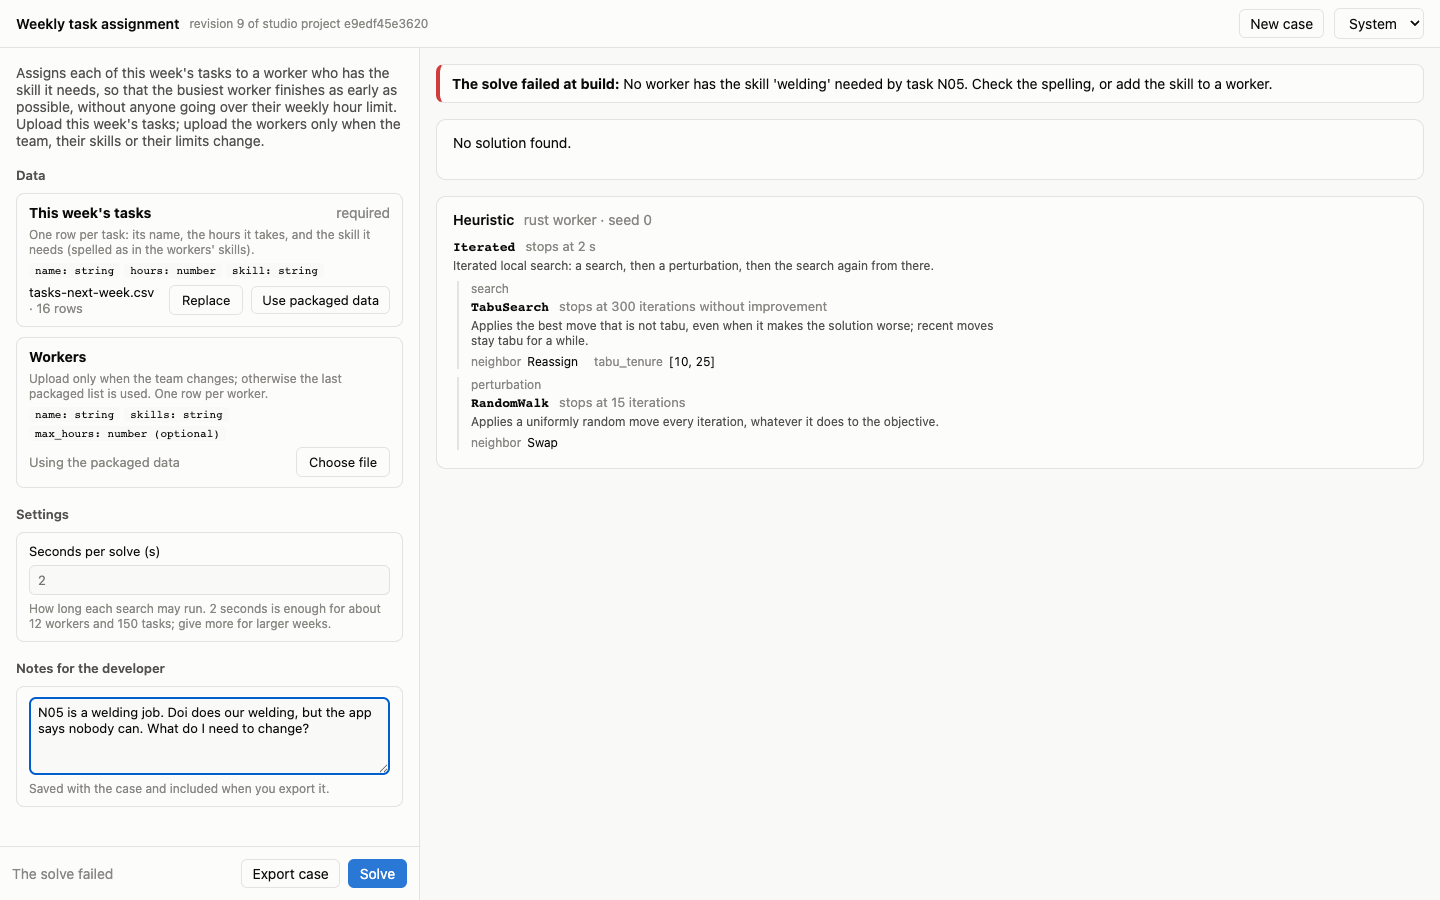 Weekly task assignment revision 9 of studio project e9edf45e3620
New case System
Assigns each of this week's tasks to a worker who has the
skill it needs, so that the busiest worker finishes as early as
possible, without anyone going over their weekly hour limit.
Upload this week's tasks; upload the workers only when the
team, their skills or their limits change.
Data
This week's tasks required
One row per task: its name, the hours it takes, and the skill it
needs (spelled as in the workers' skills).
name: string hours: number skill: string
tasks-next-week.csv
· 16 rows
Replace Use packaged data
Workers
Upload only when the team changes; otherwise the last
packaged list is used. One row per worker.
name: string skills: string
max_hours: number (optional)
Using the packaged data Choose file
Settings
Seconds per solve (s)
2
How long each search may run. 2 seconds is enough for about
12 workers and 150 tasks; give more for larger weeks.
Notes for the developer
N05 is a welding job. Doi does our welding, but the app
says nobody can. What do I need to change?
Saved with the case and included when you export it.
The solve failed Export case Solve
The solve failed at build: No worker has the skill 'welding' needed by task N05. Check the spelling, or add the skill to a worker.
No solution found.
Heuristic rust worker · seed 0
Iterated stops at 2 s
Iterated local search: a search, then a perturbation, then the search again from there.
search
TabuSearch stops at 300 iterations without improvement
Applies the best move that is not tabu, even when it makes the solution worse; recent moves
stay tabu for a while.
neighbor Reassign tabu_tenure [10, 25]
perturbation
RandomWalk stops at 15 iterations
Applies a uniformly random move every iteration, whatever it does to the objective.
neighbor Swap